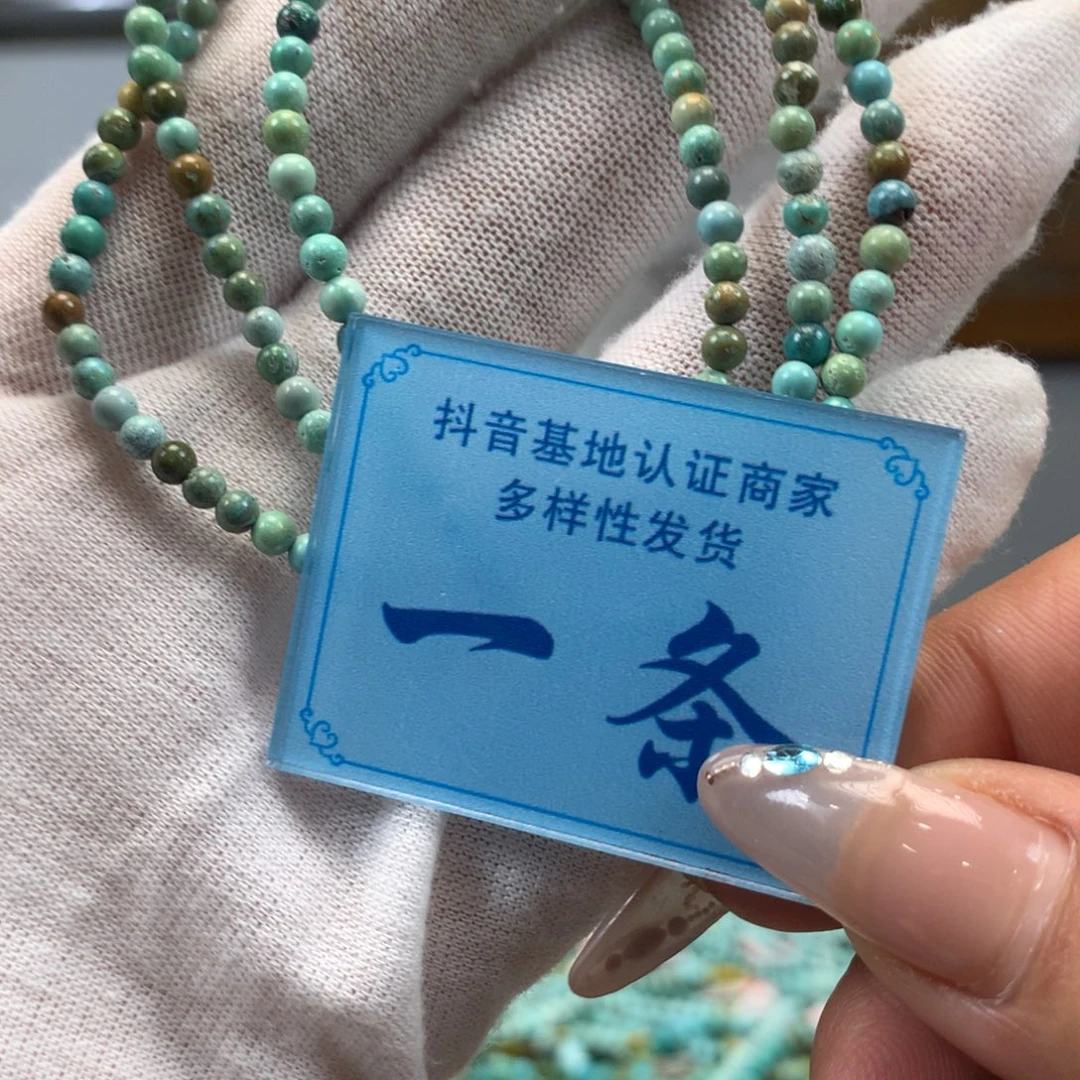 抖音基地认证商家
多样性发货
一条